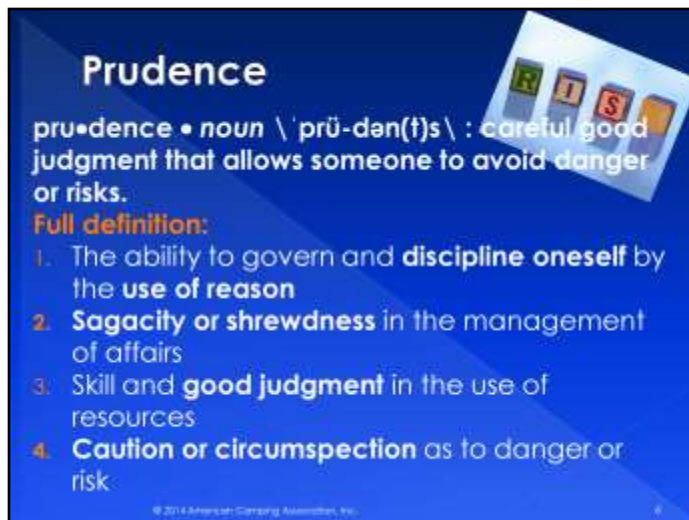 Prudence
R I S
pru•dence • noun \ ˈprü-dən(t)s\ : careful good
judgment that allows someone to avoid danger
or risks.
Full definition:
1. The ability to govern and discipline oneself by
the use of reason
2. Sagacity or shrewdness in the management
of affairs
3. Skill and good judgment in the use of
resources
4. Caution or circumspection as to danger or
risk
© 2014 American Camping Association, Inc.